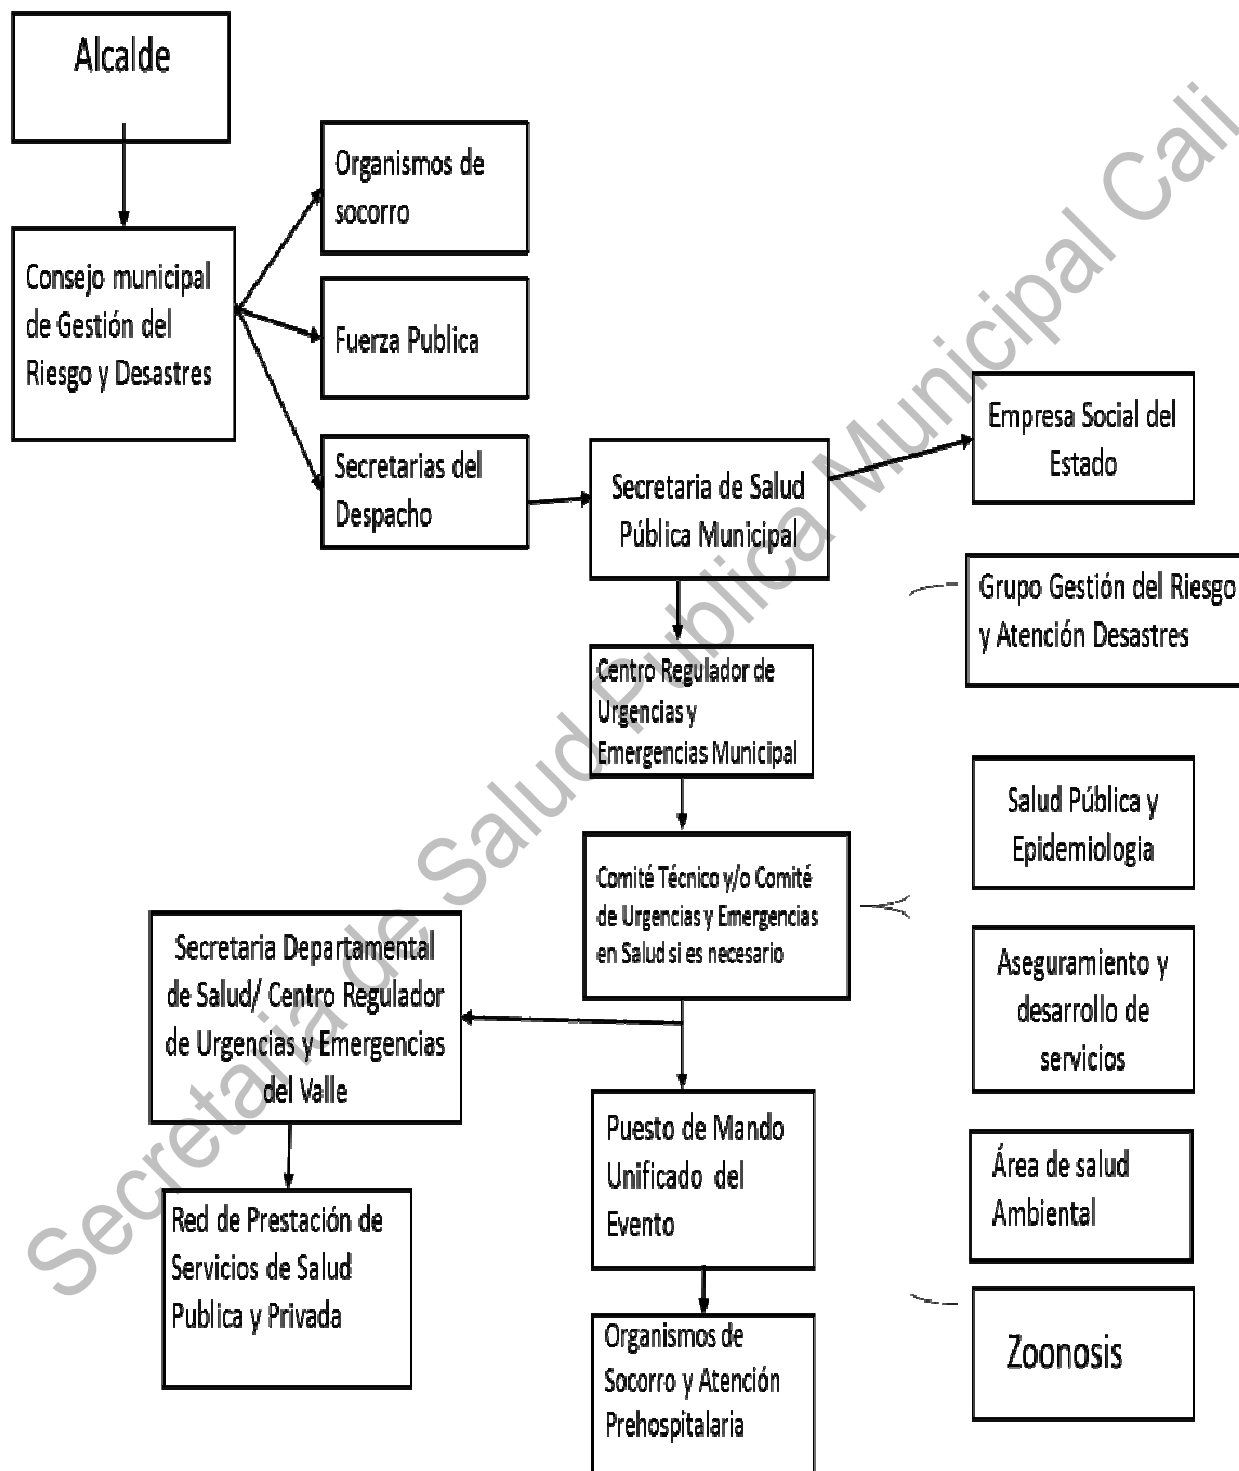 Alcalde
Consejo municipal
de Gestión del
Riesgo y Desastres
Organismos de
socorro
Fuerza Publica
Secretarias del
Despacho
Secretaria de Salud
Pública Municipal
Empresa Social del
Estado
Grupo Gestión del Riesgo
y Atención Desastres
Centro Regulador de
Urgencias y
Emergencias Municipal
Salud Pública y
Epidemiologia
Comité Técnico y/o Comité
de Urgencias y Emergencias
en Salud si es necesario
Aseguramiento y
desarrollo de
servicios
Secretaria Departamental
de Salud/ Centro Regulador
de Urgencias y Emergencias
del Valle
Puesto de Mando
Unificado del
Evento
Área de salud
Ambiental
Red de Prestación de
Servicios de Salud
Publica y Privada
Organismos de
Socorro y Atención
Prehospitalaria
Zoonosis
Secretaria de Salud Publica Municipal Cali